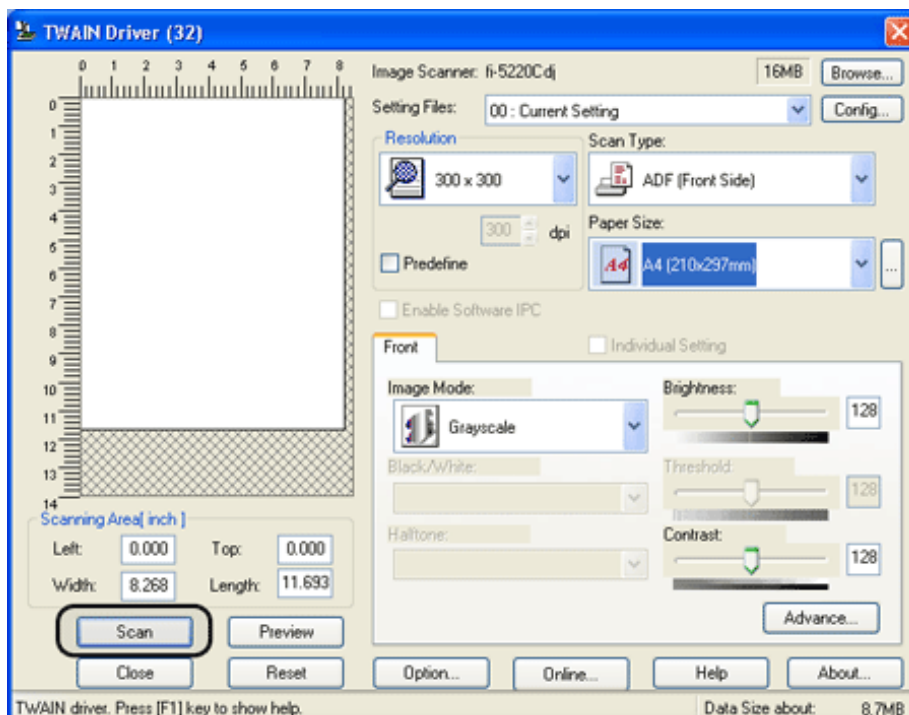 TWAIN Driver (32)
0 1 2 3 4 5 6 7 8
0
1
2
3
4
5
6
7
8
9
10
11
12
13
14
Scanning Area[ inch ]
Left: 0.000 Top: 0.000
Width: 8.268 Length: 11.693
Scan Preview
Close Reset
Image Scanner: fi-5220Cdj 16MB Browse...
Setting Files: 00 : Current Setting Config...
Resolution
300 x 300
300 dpi
Predefine
Scan Type:
ADF (Front Side)
Paper Size:
A4 A4 (210x297mm) ...
Enable Software IPC
Front
Individual Setting
Image Mode:
Grayscale
Black/White:
Halftone:
Brightness:
128
Threshold:
128
Contrast:
128
Advance...
Option... Online... Help About...
TWAIN driver. Press [F1] key to show help. Data Size about: 8.7MB